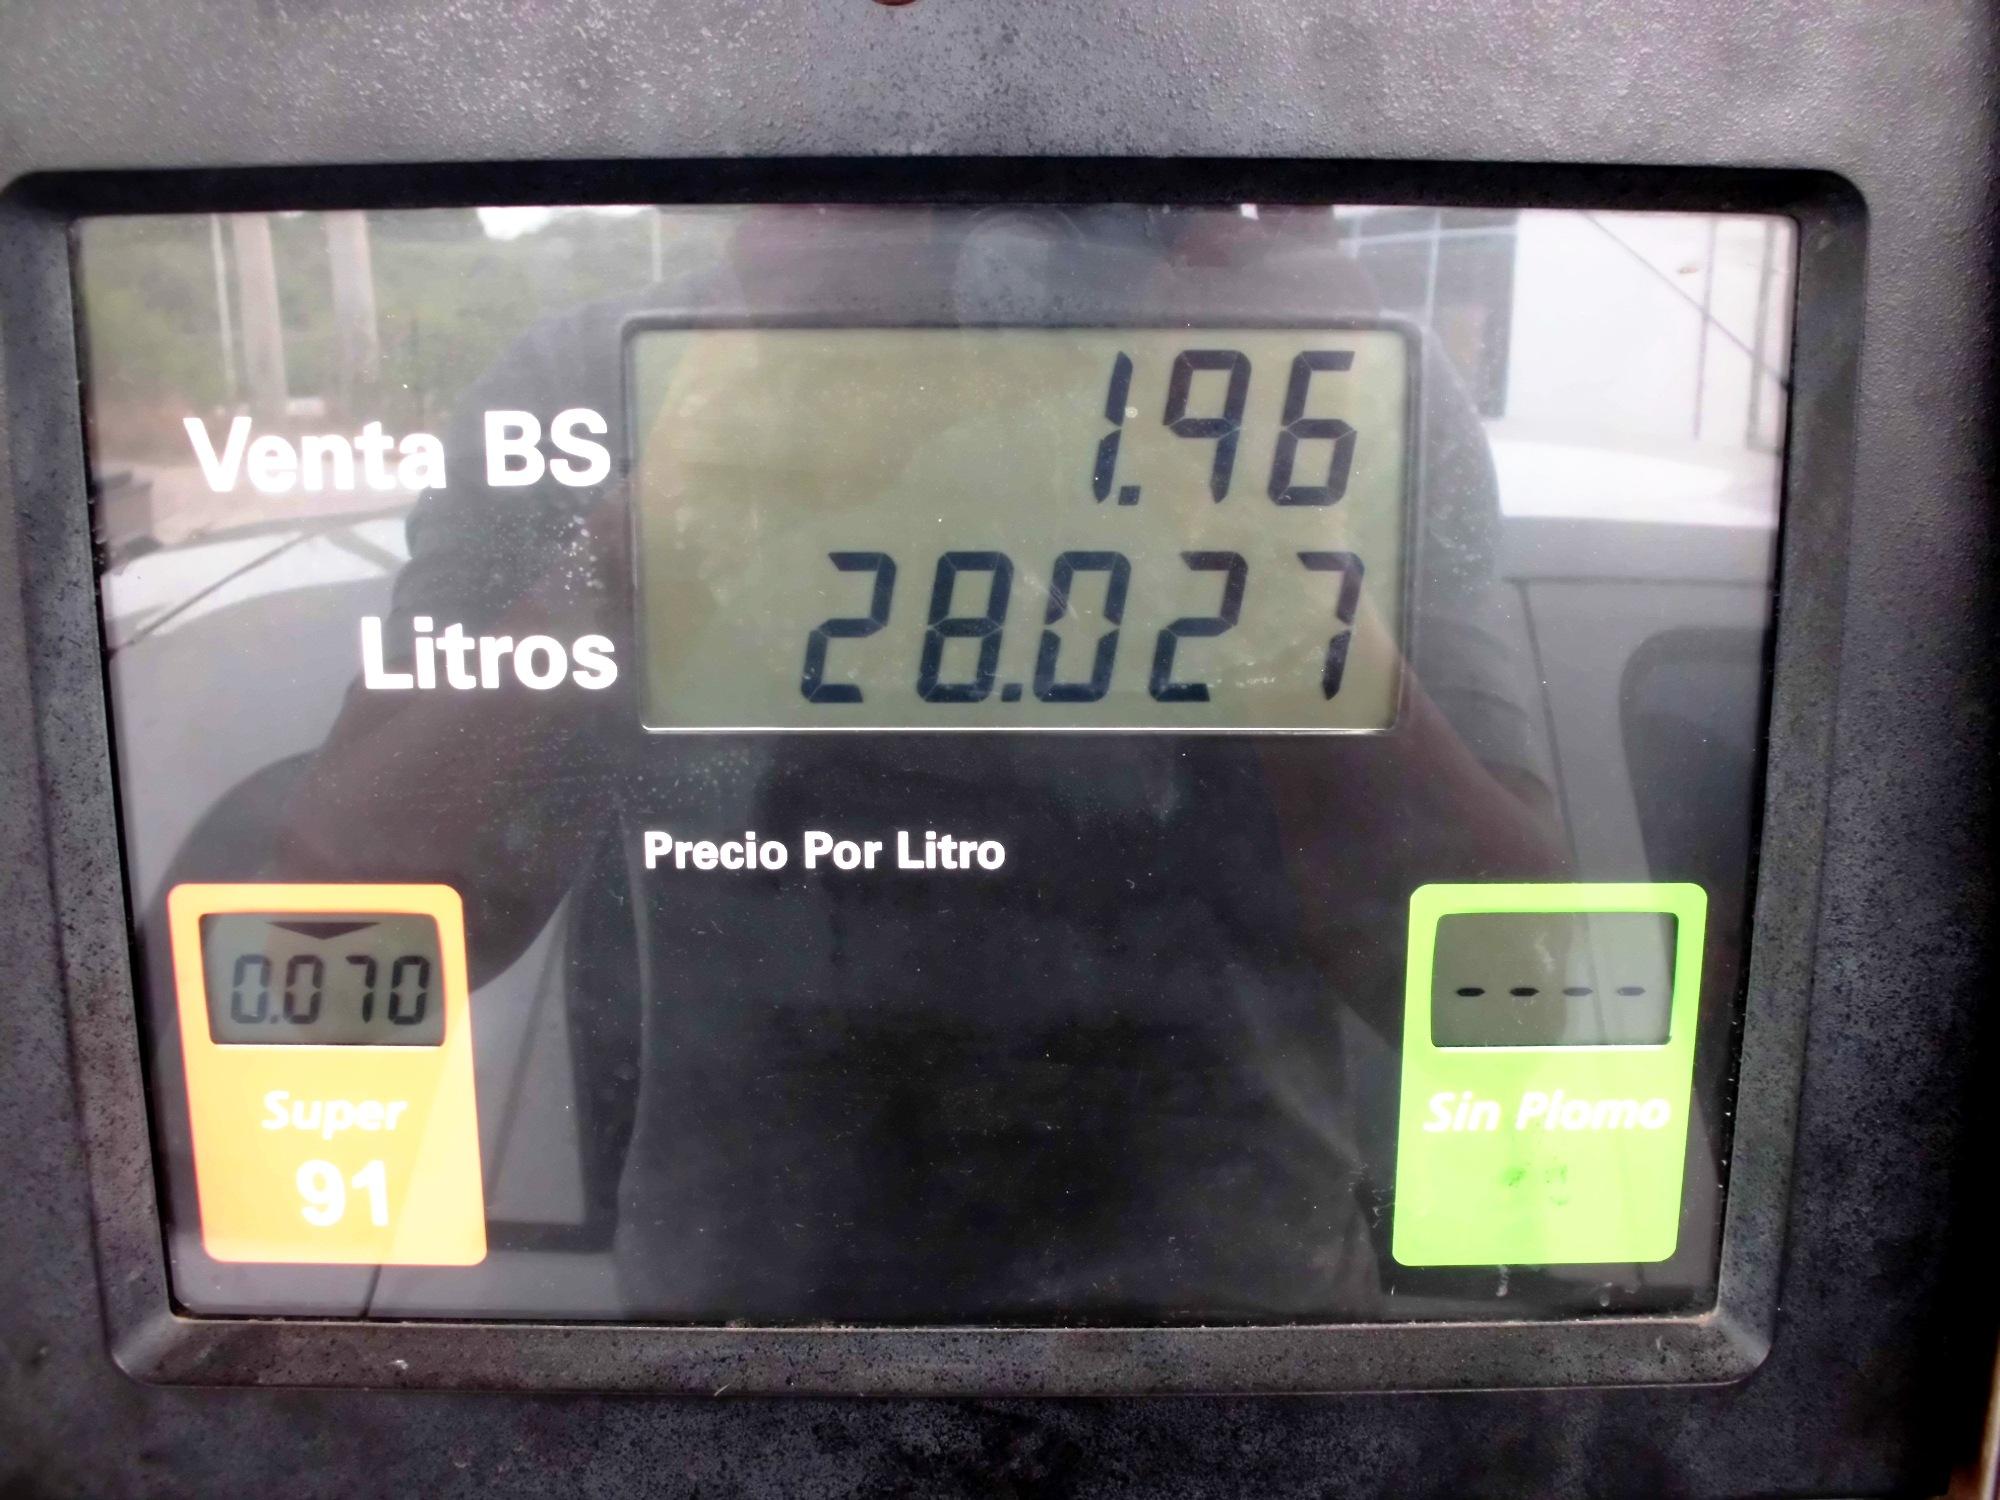 Venta BS 1.96
Litros 28.027
Precio Por Litro
0.070
Super
91
----
Sin Plomo